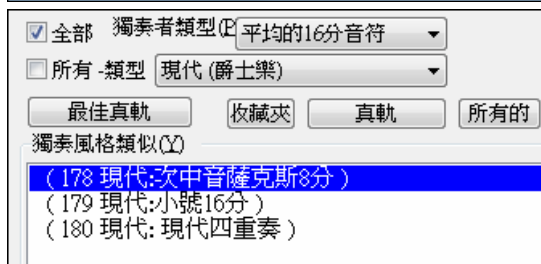 全部 獨奏者類型(P 平均的16分音符
所有 -類型 現代 (爵士樂)
最佳真軌 收藏夾 真軌 所有的
獨奏風格類似(Y)
( 178 現代:次中音薩克斯8分 )
( 179 現代:小號16分 )
( 180 現代: 現代四重奏 )